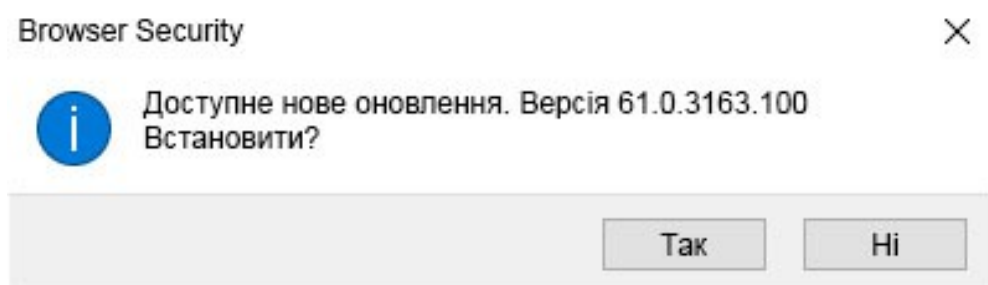 Browser Security
Доступне нове оновлення. Версія 61.0.3163.100
Встановити?
Так
Ні